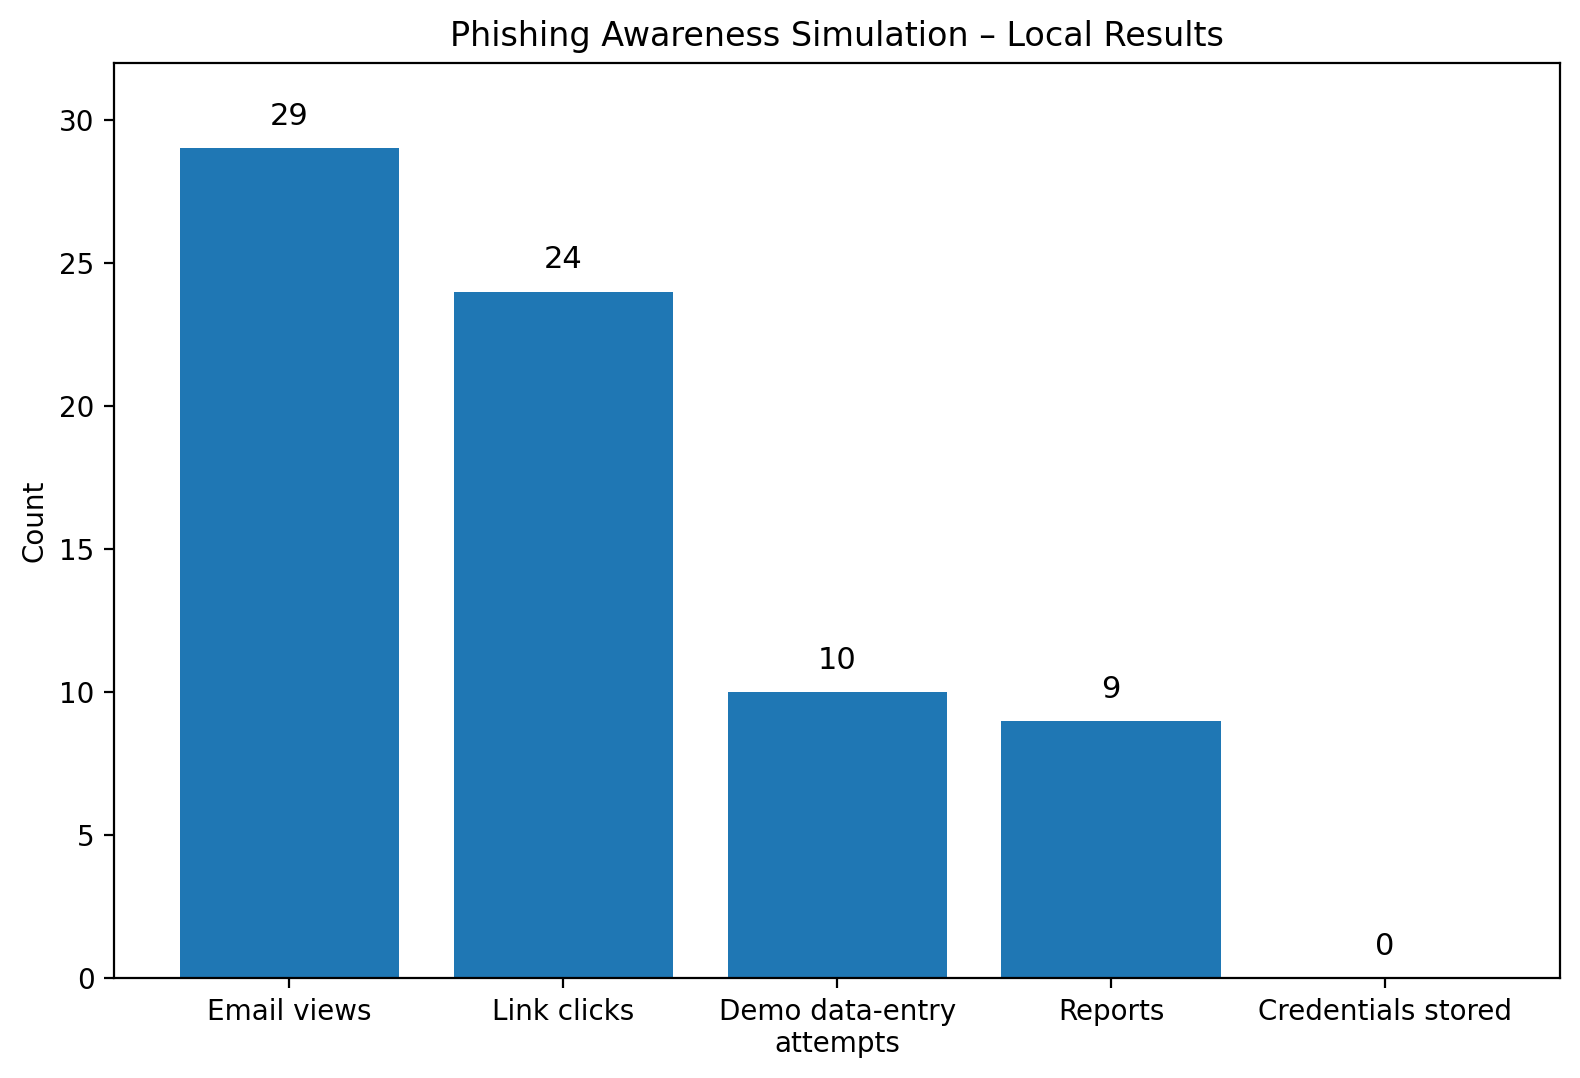 Phishing Awareness Simulation – Local Results
30
25
20
15
10
5
0
Count
29
24
10
9
0
Email views
Link clicks
Demo data-entry
attempts
Reports
Credentials stored